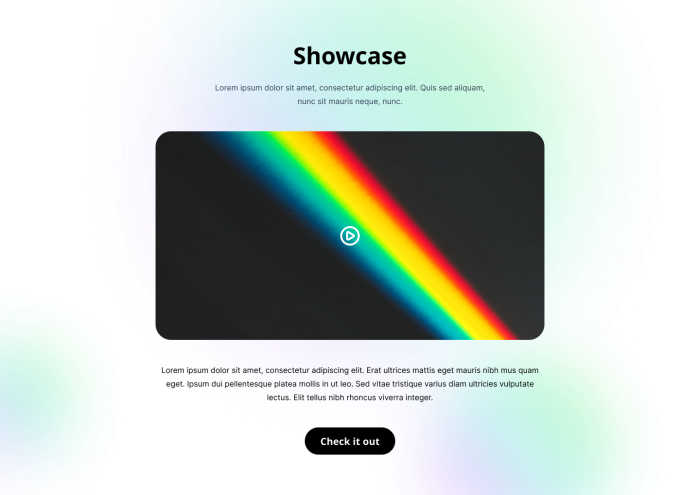 Showcase
Lorem ipsum dolor sit amet, consectetur adipiscing elit. Quis sed aliquam,
nunc sit mauris neque, nunc.
Lorem ipsum dolor sit amet, consectetur adipiscing elit. Erat ultrices mattis eget mauris nibh mus quam
eget. Ipsum dui pellentesque platea mollis in ut leo. Sed vitae tristique varius diam ultricies vulputate
lectus. Elit tellus nibh rhoncus viverra integer.
Check it out